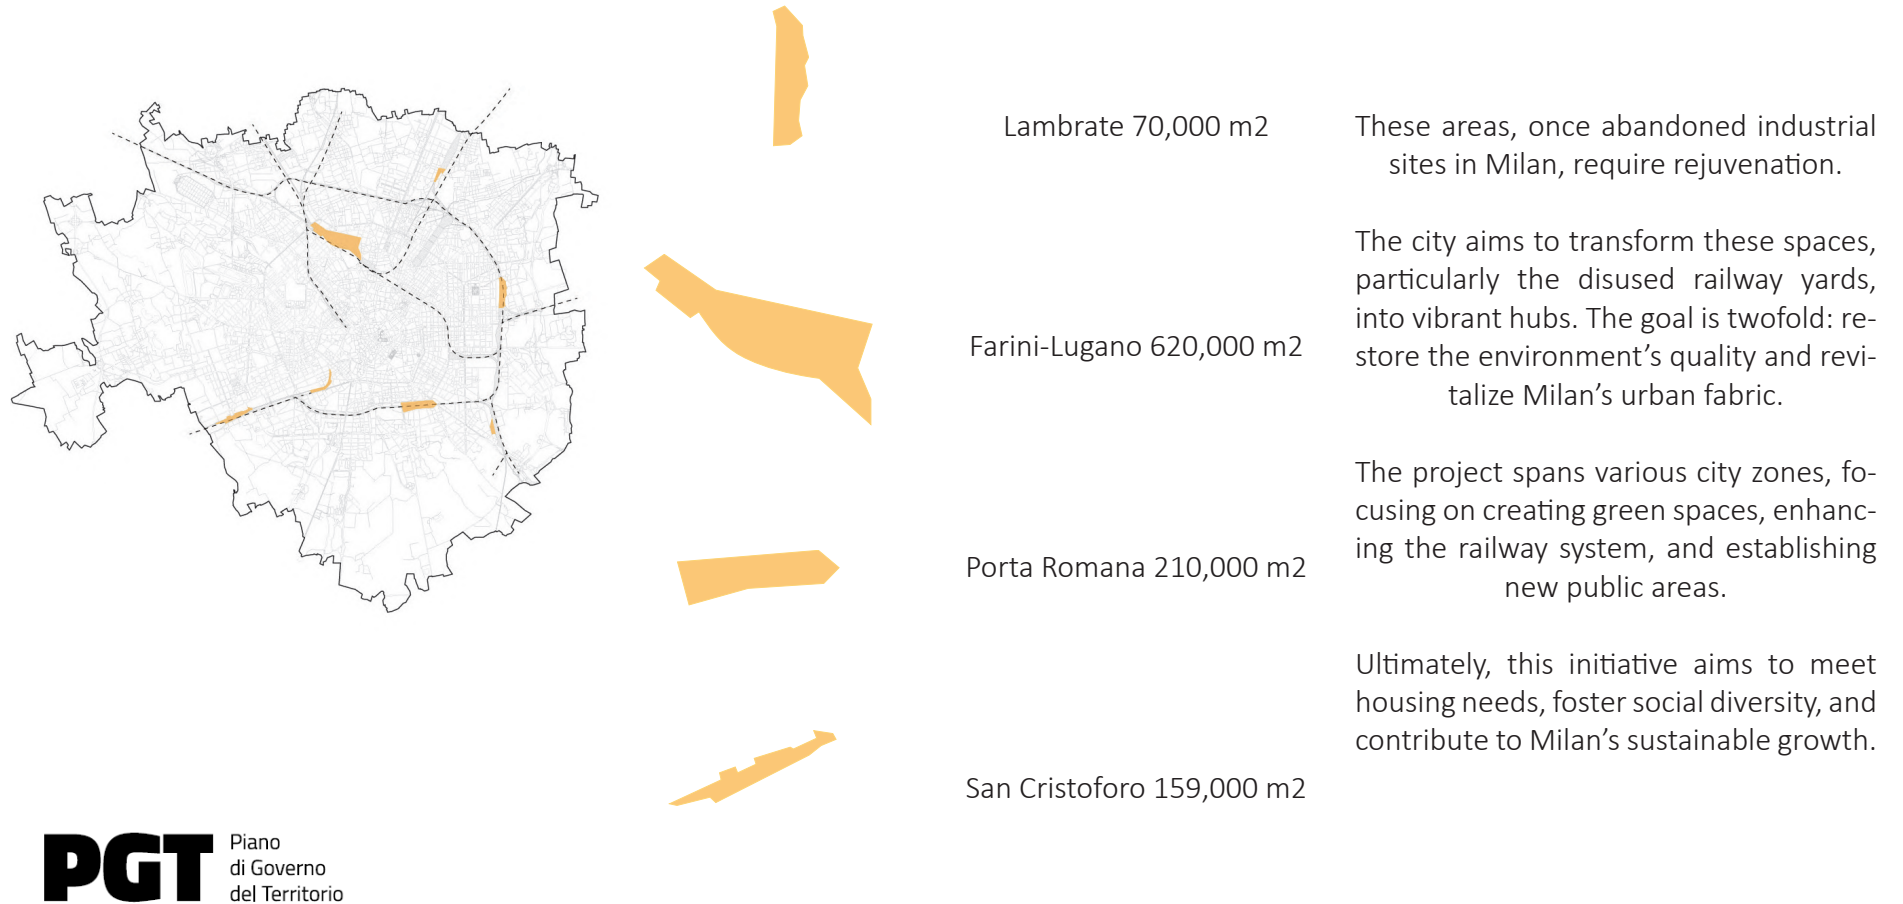 Lambrate 70,000 m2
Farini-Lugano 620,000 m2
Porta Romana 210,000 m2
San Cristoforo 159,000 m2
These areas, once abandoned industrial
sites in Milan, require rejuvenation.
The city aims to transform these spaces,
particularly the disused railway yards,
into vibrant hubs. The goal is twofold: re-
store the environment’s quality and revi-
talize Milan’s urban fabric.
The project spans various city zones, fo-
cusing on creating green spaces, enhanc-
ing the railway system, and establishing
new public areas.
Ultimately, this initiative aims to meet
housing needs, foster social diversity, and
contribute to Milan’s sustainable growth.
PGT
Piano
di Governo
del Territorio